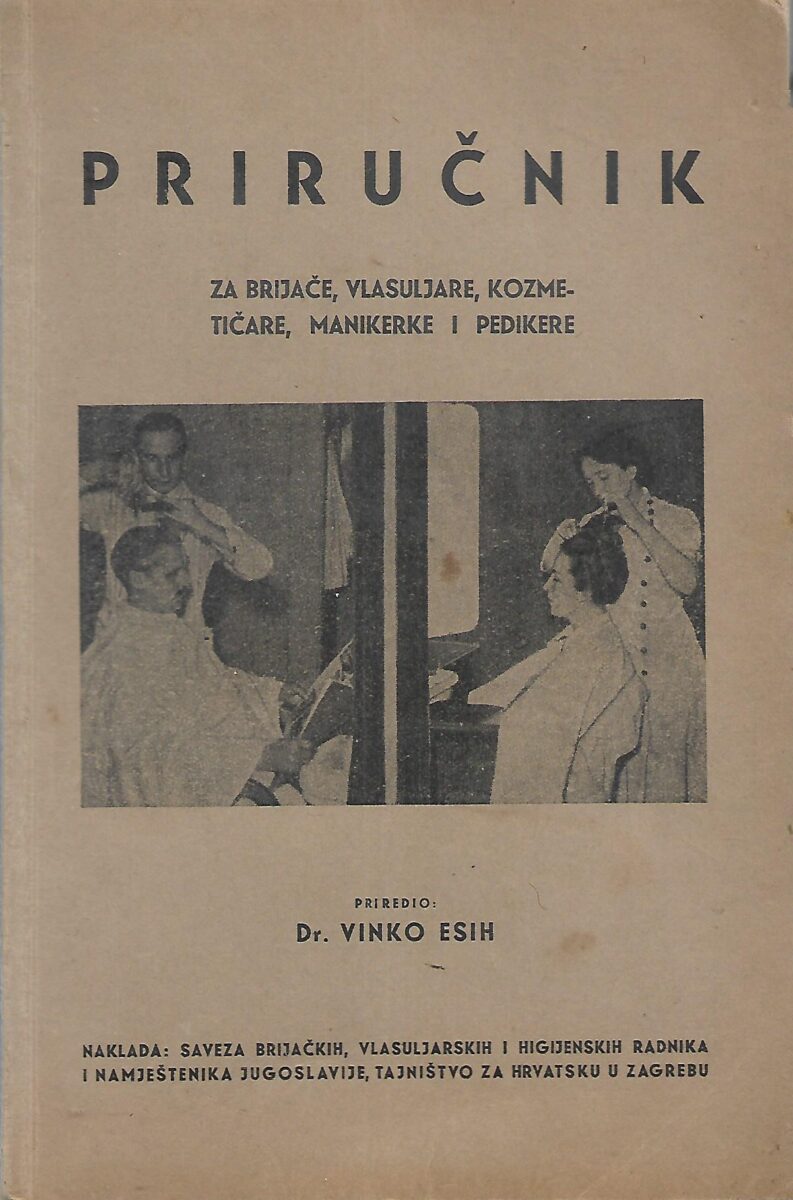 PRIRUČNIK
ZA BRIJAČE, VLASULJARE, KOZME-
TIČARE, MANIKERKE I PEDIKERE
PRIREDIO:
Dr. VINKO ESIH
NAKLADA: SAVEZA BRIJAČKIH, VLASULJARSKIH I HIGIJENSKIH RADNIKA
I NAMJEŠTENIKA JUGOSLAVIJE, TAJNIŠTVO ZA HRVATSKU U ZAGREBU